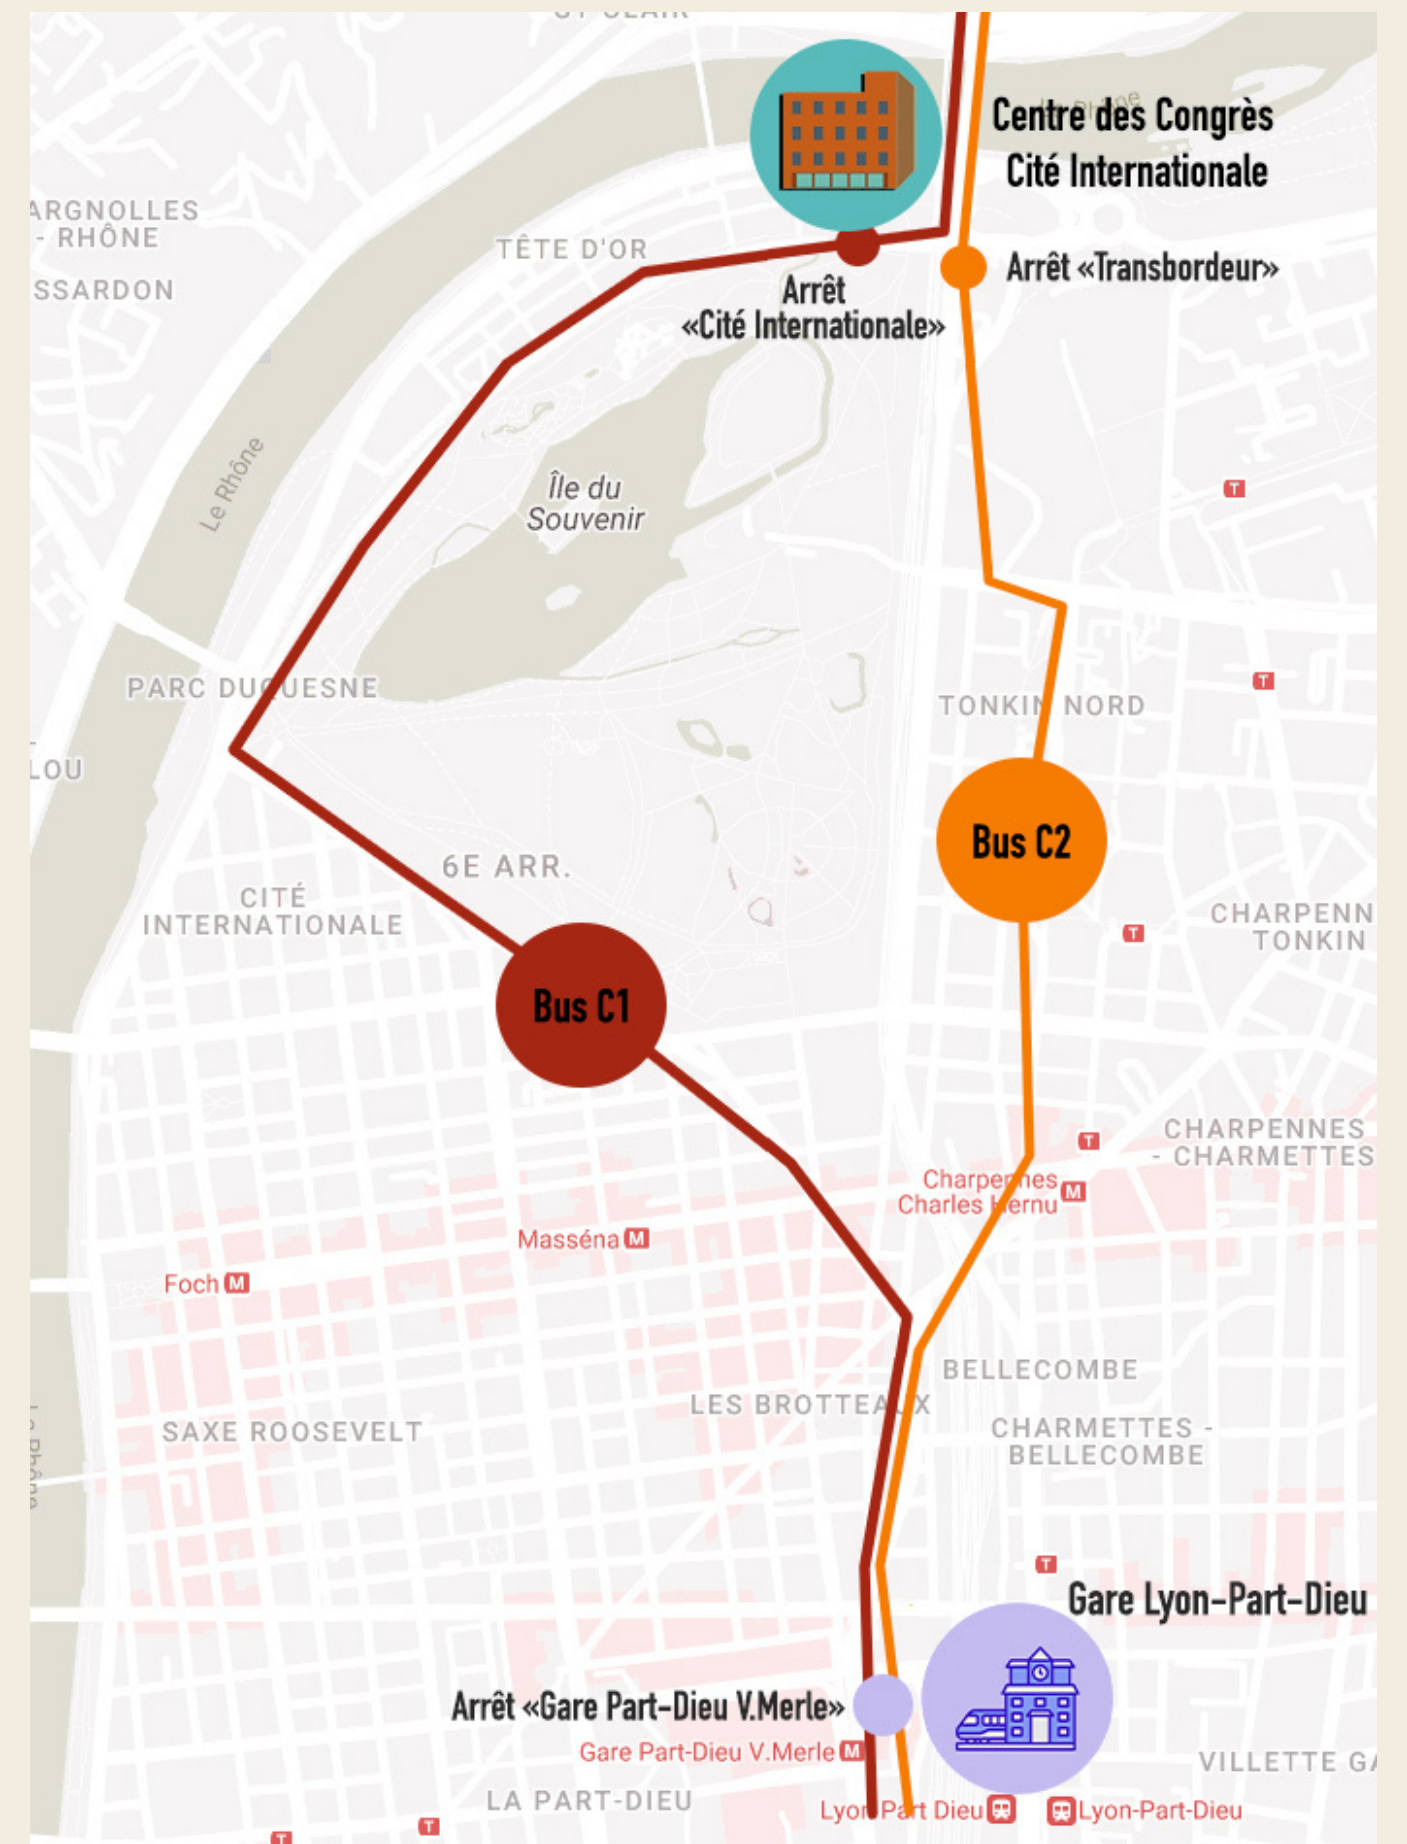 ST CLAIR
Le Rhône
Centre des Congrès
Cité Internationale
ARGNOLLES
- RHÔNE
TÊTE D'OR
SSARDON
Arrêt
«Cité Internationale»
Arrêt «Transbordeur»
Le Rhône
Île du
Souvenir
T
PARC DUQUESNE
T
TONKIN NORD
LOU
Bus C2
6E ARR.
CITÉ
INTERNATIONALE
CHARPENN
TONKIN
T
Bus C1
T
CHARPENNES
- CHARMETTES
Charpennes
Charles Hernu M
Masséna M
Foch M
BELLECOMBE
LES BROTTEAUX
SAXE ROOSEVELT
CHARMETTES -
BELLECOMBE
Le Rhône
T
Gare Lyon-Part-Dieu
Arrêt «Gare Part-Dieu V.Merle»
Gare Part-Dieu V.Merle M
VILLETTE GA
LA PART-DIEU
Lyon Part Dieu
Lyon-Part-Dieu
T
T